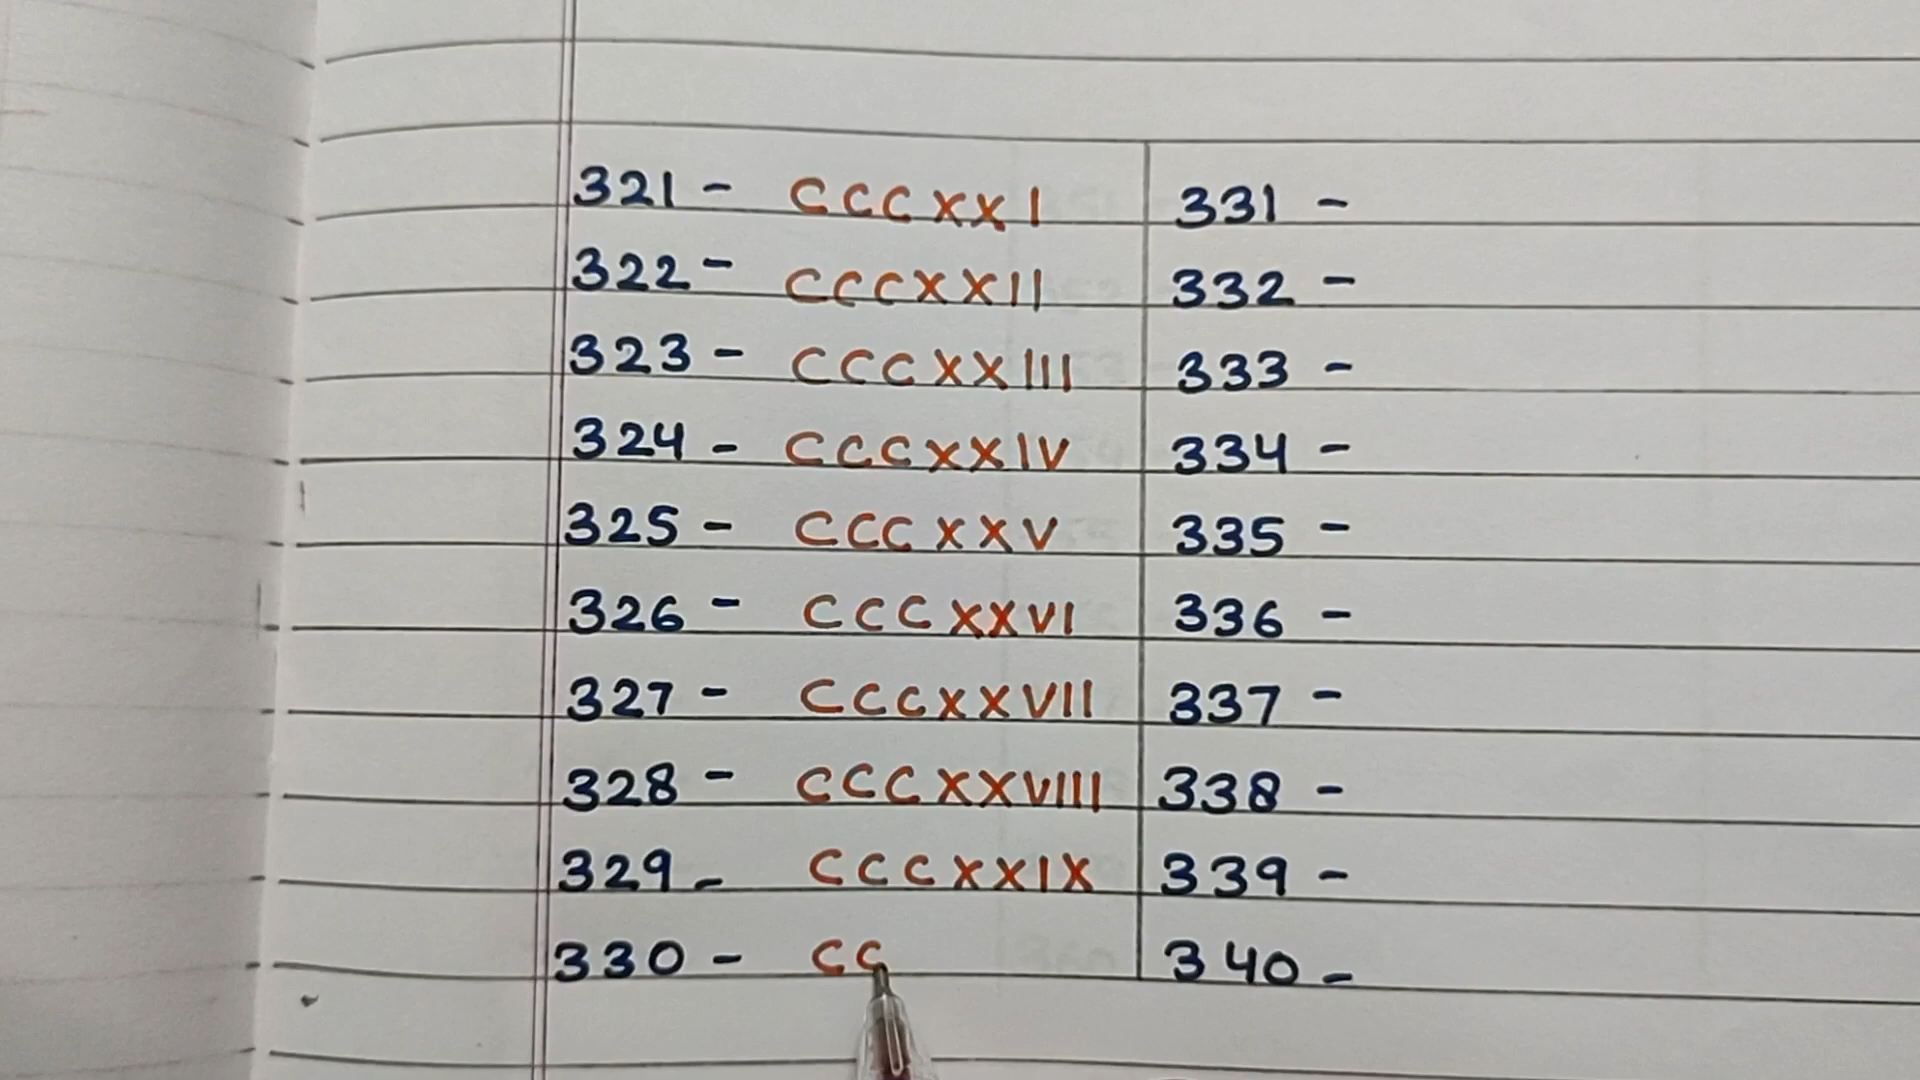 321 - CCCXXI 331 -
322 - CCCXXII 332 -
323 - CCCXXIII 333 -
324 - CCCXXIV 334 -
325 - CCCXXV 335 -
326 - CCCXXVI 336 -
327 - CCCXXVII 337 -
328 - CCCXXVIII 338 -
329 - CCCXXIX 339 -
330 - CC 340 -